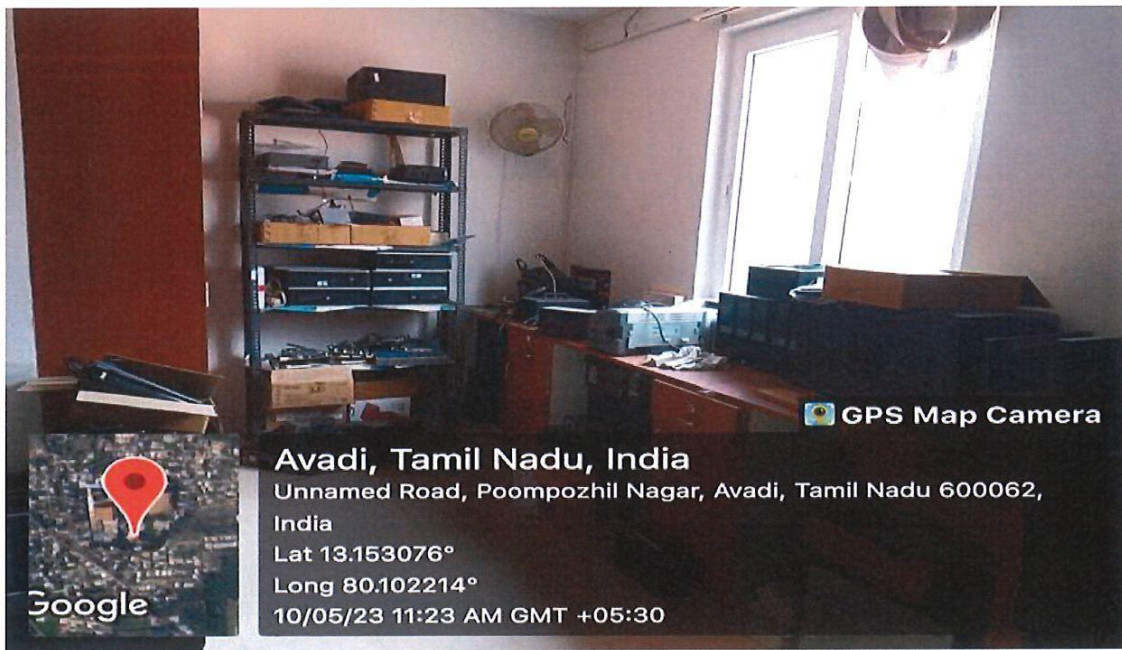 GPS Map Camera
Avadi, Tamil Nadu, India
Unnamed Road, Poompozhil Nagar, Avadi, Tamil Nadu 600062,
India
Lat 13.153076°
Long 80.102214°
10/05/23 11:23 AM GMT +05:30
Google